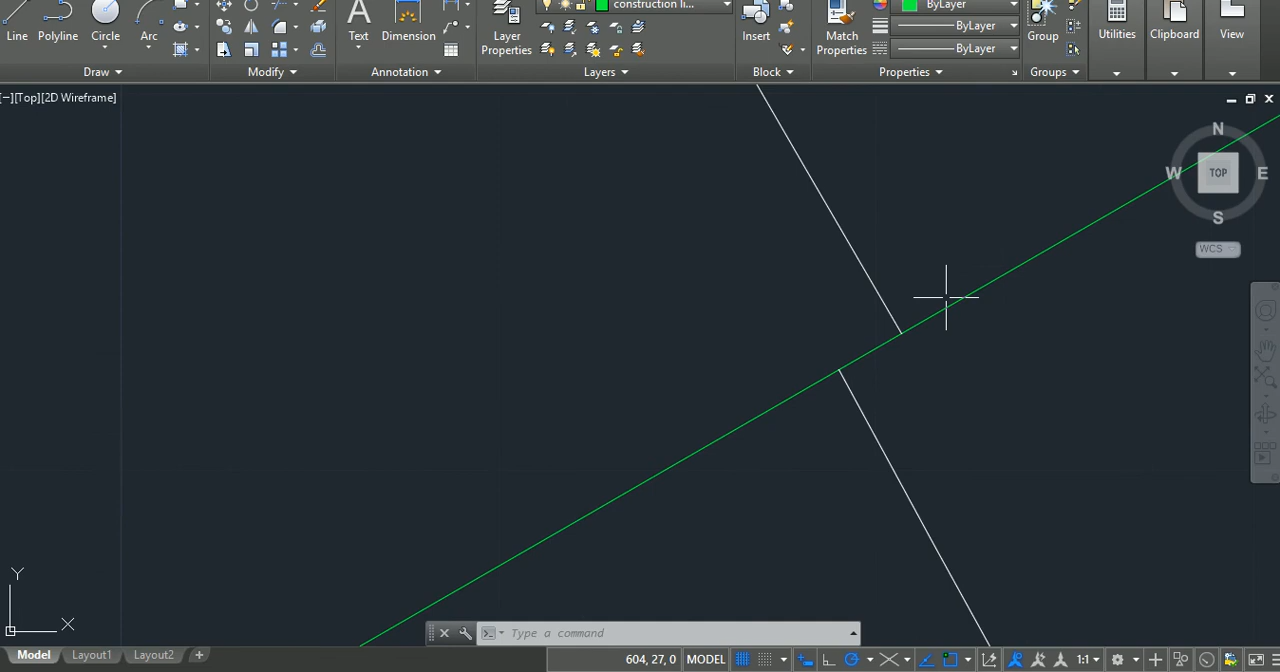 construction li...
ByLayer
Line Polyline Circle Arc Text Dimension Layer Properties Insert Match Properties ByLayer Group Utilities Clipboard View
ByLayer
Draw Modify Annotation Layers Block Properties Groups
[−][Top][2D Wireframe]
N
W TOP E
S
WCS
Y
X
Type a command
Model Layout1 Layout2 +
604, 27, 0 MODEL 1:1